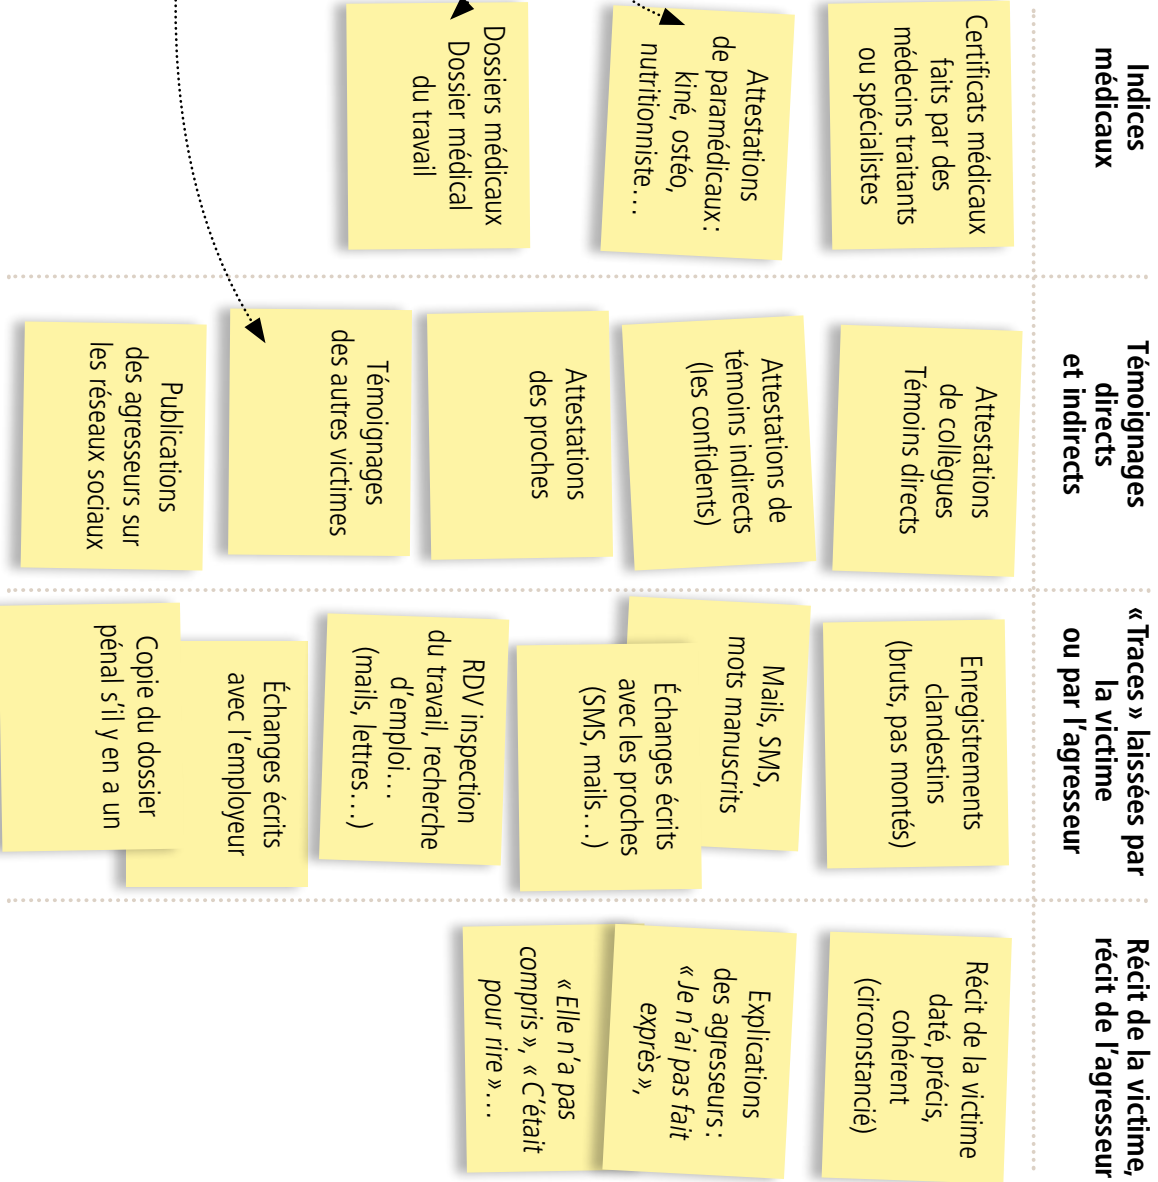 Indices
médicaux
Certificats médicaux
faits par des
médecins traitants
ou spécialistes
Attestations
de paramédicaux :
kiné, ostéo,
nutritionniste…
Dossiers médicaux
Dossier médical
du travail
Témoignages
directs
et indirects
Attestations
de collègues
Témoins directs
Attestations de
témoins indirects
(les confidents)
Attestations
des proches
Témoignages
des autres victimes
Publications
des agresseurs sur
les réseaux sociaux
« Traces » laissées par
la victime
ou par l'agresseur
Enregistrements
clandestins
(bruts, pas montés)
Mails, SMS,
mots manuscrits
Échanges écrits
avec les proches
(SMS, mails…)
RDV inspection
du travail, recherche
d'emploi…
(mails, lettres…)
Échanges écrits
avec l'employeur
Copie du dossier
pénal s'il y en a un
Récit de la victime,
récit de l'agresseur
Récit de la victime
daté, précis,
cohérent
(circonstancié)
Explications
des agresseurs :
« Je n'ai pas fait
exprès »,
« Elle n'a pas
compris », « C'était
pour rire »…